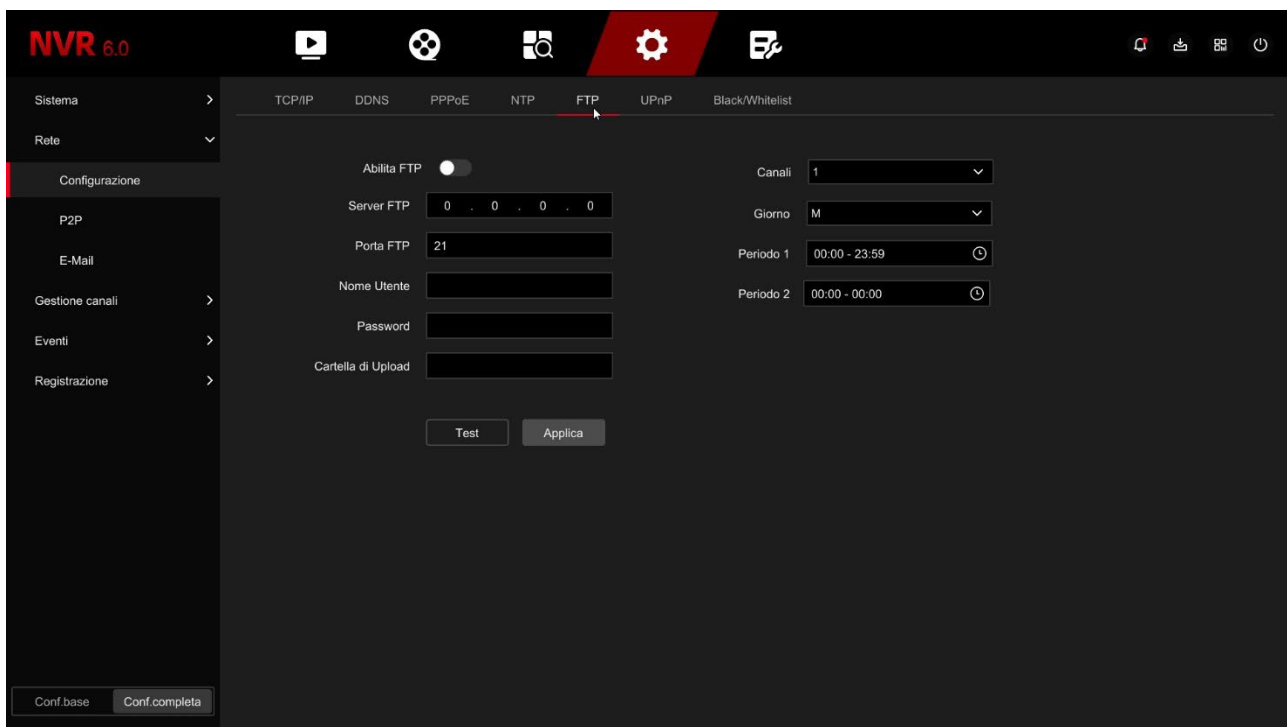 NVR 6.0
Sistema
Rete
Configurazione
P2P
E-Mail
Gestione canali
Eventi
Registrazione
Conf.base Conf.completa
TCP/IP DDNS PPPoE NTP FTP UPnP Black/Whitelist
Abilita FTP
Server FTP 0 . 0 . 0 . 0
Porta FTP 21
Nome Utente
Password
Cartella di Upload
Test Applica
Canali 1
Giorno M
Periodo 1 00:00 - 23:59
Periodo 2 00:00 - 00:00